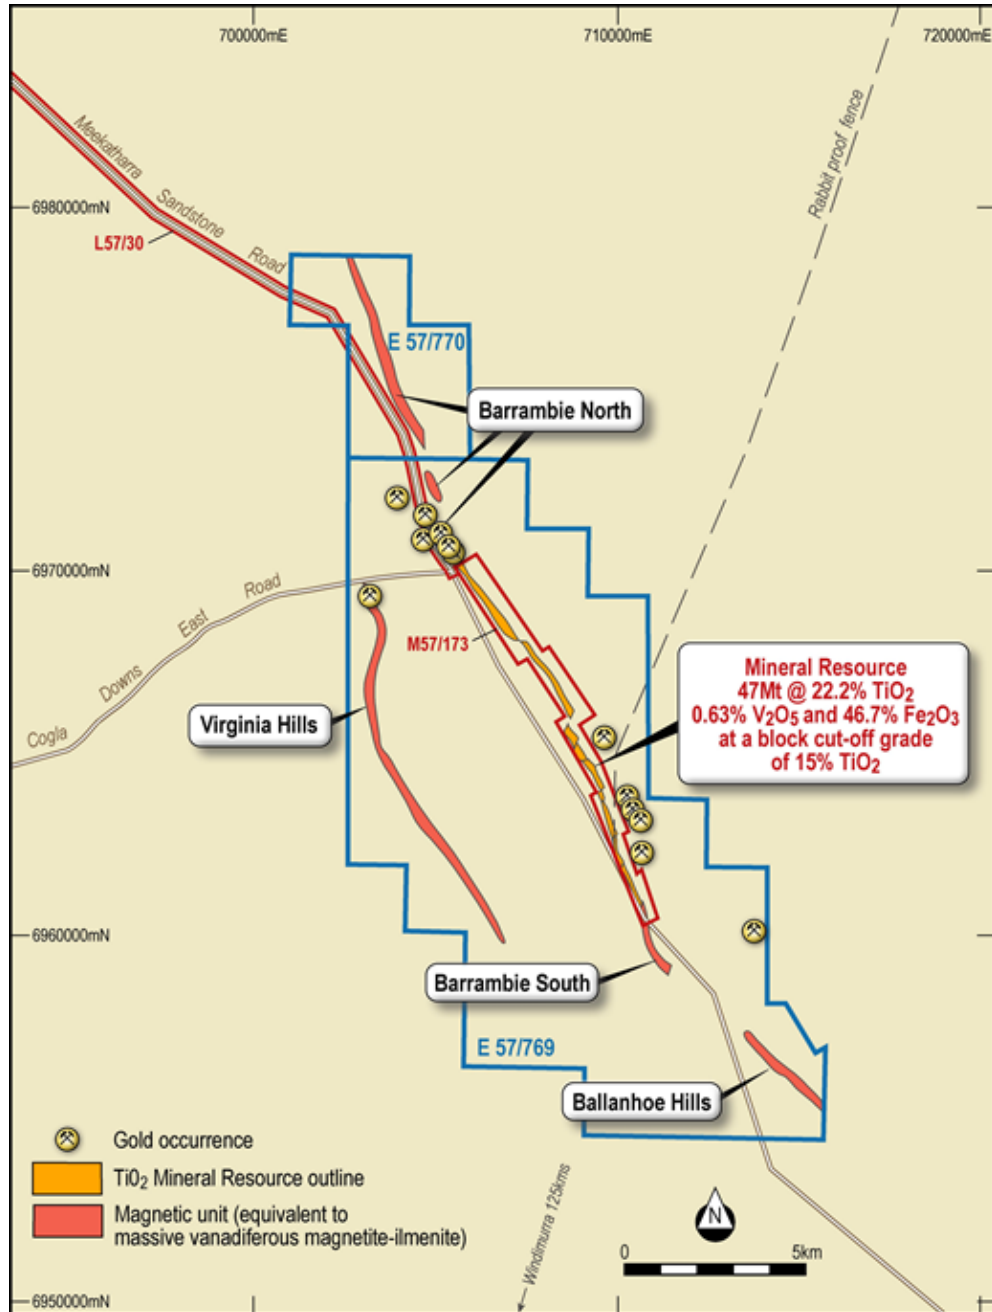 700000mE
710000mE
720000mE
Rabbit proof fence
Meekatharra
Sandstone
Road
6980000mN
L57/30
E 57/770
Barrambie North
6970000mN
Cogla Downs East Road
M57/173
Mineral Resource
47Mt @ 22.2% TiO2
0.63% V2O5 and 46.7% Fe2O3
at a block cut-off grade
of 15% TiO2
Virginia Hills
6960000mN
Barrambie South
E 57/769
Ballanhoe Hills
Gold occurrence
Ti02 Mineral Resource outline
Magnetic unit (equivalent to
massive vanadiferous magnetite-ilmenite)
Windimurra 125kms
N
0 5km
6950000mN